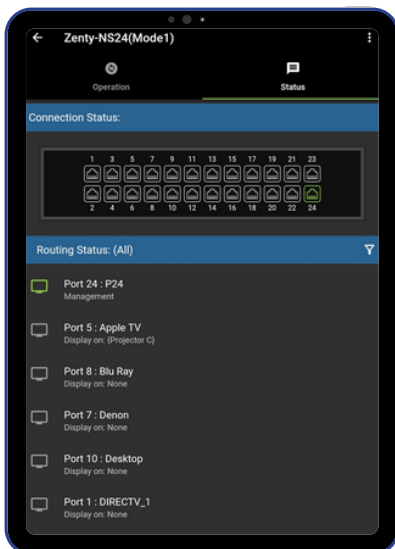 Zenty-NS24(Mode1)
Operation
Status
Connection Status:
1 3 5 7 9 11 13 15 17 19 21 23
2 4 6 8 10 12 14 16 18 20 22 24
Routing Status: (All)
Port 24 : P24
Management
Port 5 : Apple TV
Display on: (Projector C)
Port 8 : Blu Ray
Display on: None
Port 7 : Denon
Display on: None
Port 10 : Desktop
Display on: None
Port 1 : DIRECTV_1
Display on: None